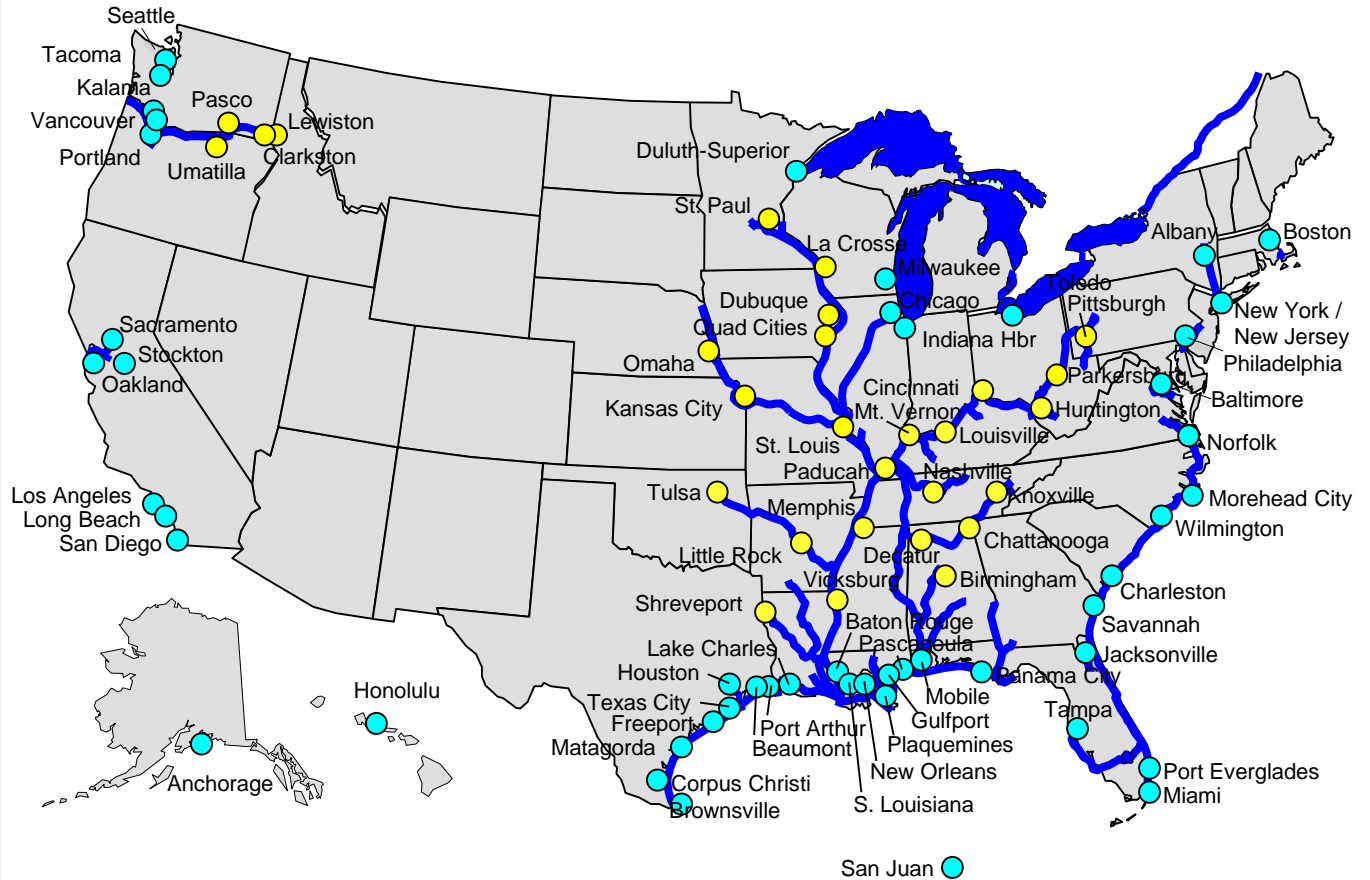 Seattle
Tacoma
Kalama
Vancouver
Portland
Pasco
Umatilla
Lewiston
Clarkston
Duluth-Superior
St. Paul
La Crosse
Milwaukee
Dubuque
Chicago
Quad Cities
Indiana Hbr
Toledo
Pittsburgh
Albany
Boston
New York /
New Jersey
Philadelphia
Baltimore
Sacramento
Stockton
Oakland
Omaha
Kansas City
St. Louis
Cincinnati
Mt. Vernon
Louisville
Parkersburg
Huntington
Norfolk
Paducah
Nashville
Knoxville
Morehead City
Wilmington
Los Angeles
Long Beach
San Diego
Tulsa
Memphis
Little Rock
Decatur
Chattanooga
Vicksburg
Birmingham
Charleston
Savannah
Shreveport
Baton Rouge
Pascagoula
Jacksonville
Lake Charles
Houston
Texas City
Freeport
Matagorda
Port Arthur
Beaumont
Corpus Christi
Brownsville
Mobile
Gulfport
Plaquemines
New Orleans
S. Louisiana
Panama City
Tampa
Port Everglades
Miami
Honolulu
Anchorage
San Juan